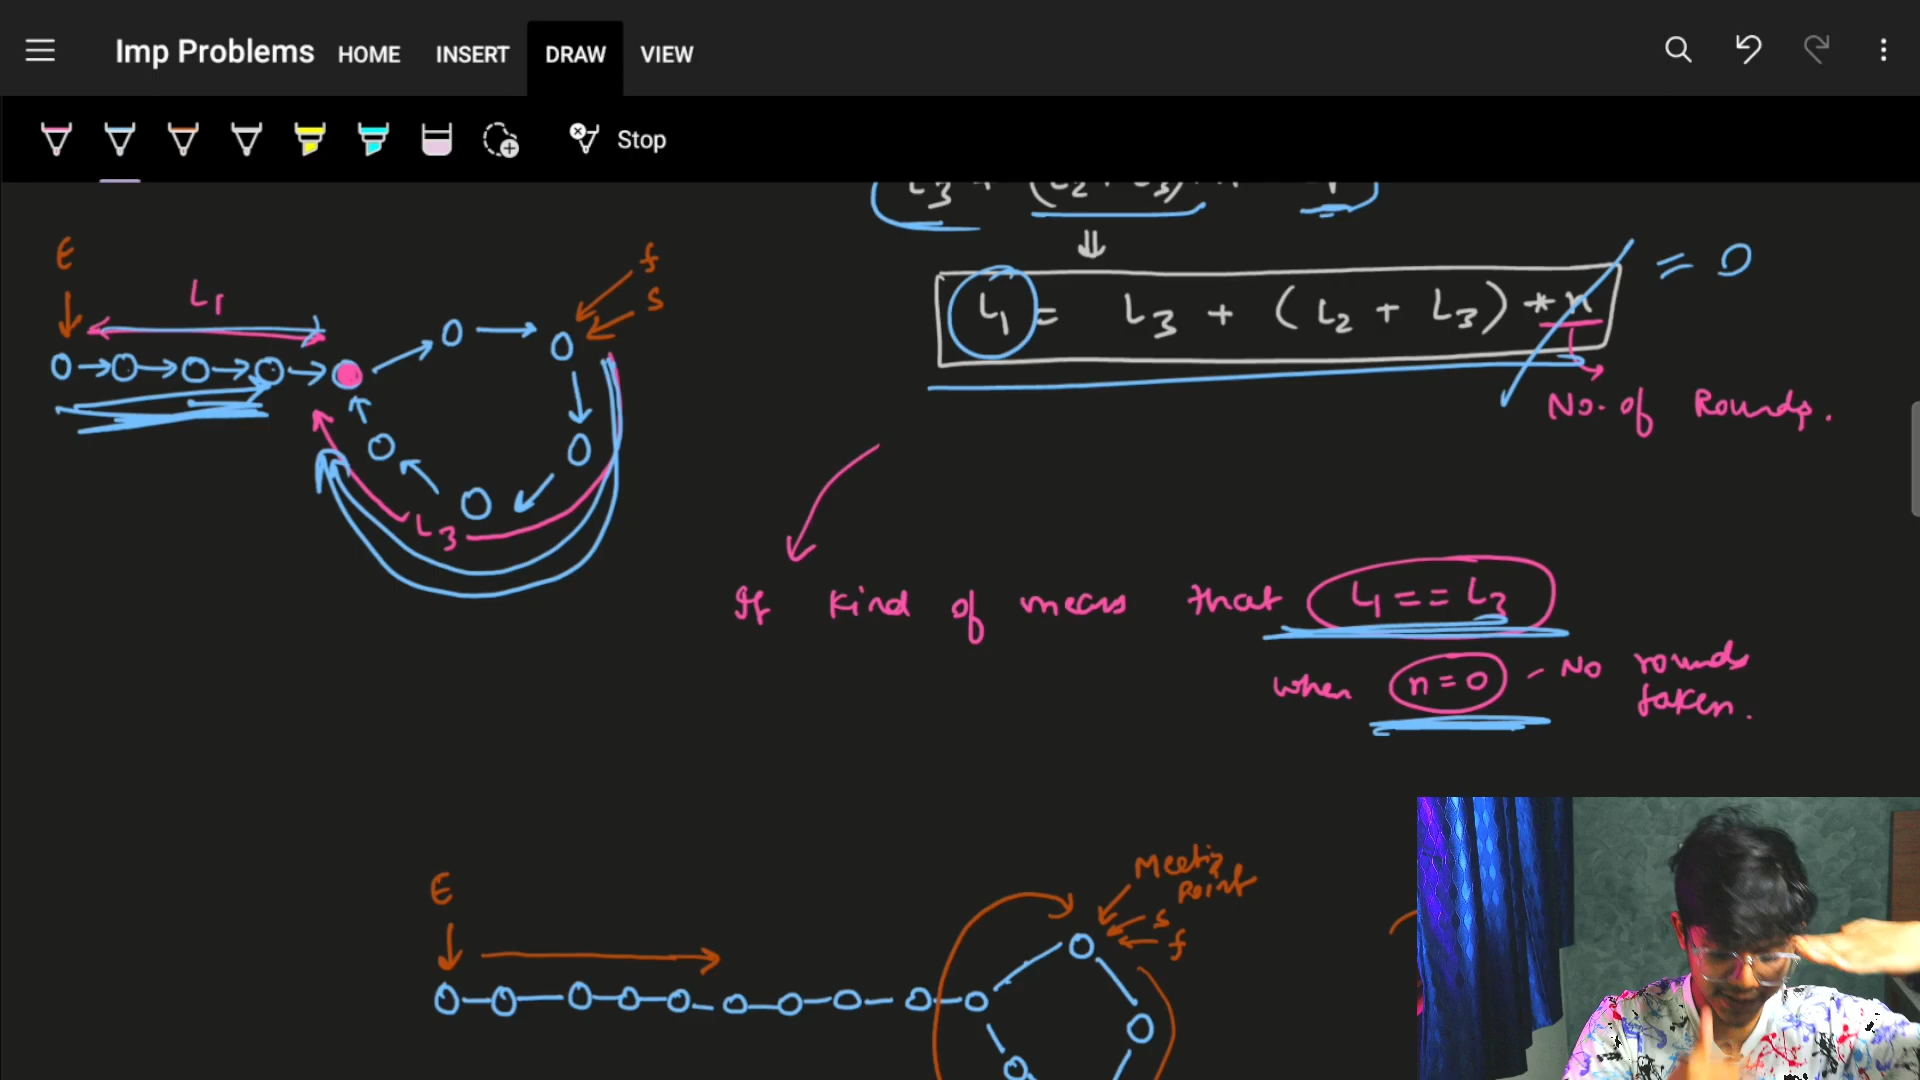 Imp Problems HOME INSERT DRAW VIEW
Stop
L1 = L3 + (L2 + L3) * n = 0
No. of Rounds.
E
L1
f
s
L3
If kind of means that L1 == L3
when n = 0 - No rounds
taken.
E
Meeting
Point
s
f